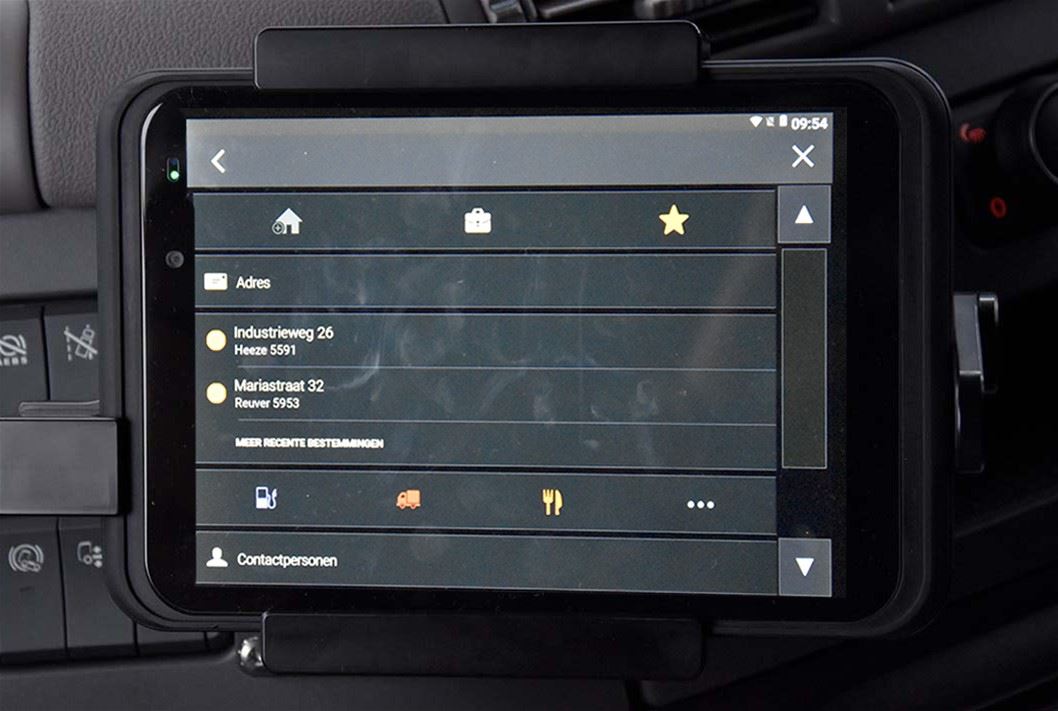 09:54
Adres
Industrieweg 26
Heeze 5591
Mariastraat 32
Reuver 5953
MEER RECENTE BESTEMMINGEN
Contactpersonen